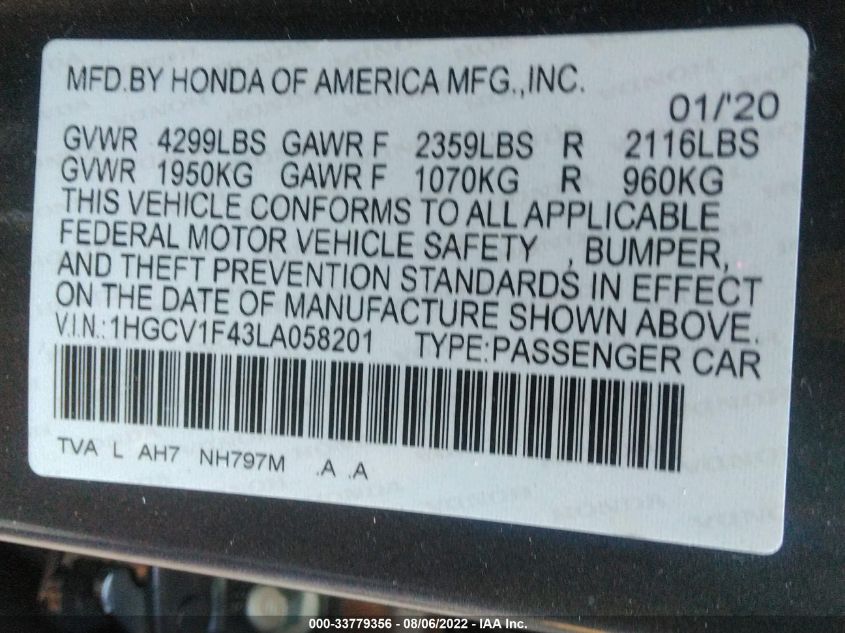 MFD.BY HONDA OF AMERICA MFG.,INC.
01/'20
GVWR 4299LBS GAWR F 2359LBS R 2116LBS
GVWR 1950KG GAWR F 1070KG R 960KG
THIS VEHICLE CONFORMS TO ALL APPLICABLE
FEDERAL MOTOR VEHICLE SAFETY , BUMPER,
AND THEFT PREVENTION STANDARDS IN EFFECT
ON THE DATE OF MANUFACTURE SHOWN ABOVE.
V.I.N.:1HGCV1F43LA058201 TYPE:PASSENGER CAR
TVA L AH7 NH797M .A .A
000-33779356 - 08/06/2022 - IAA Inc.